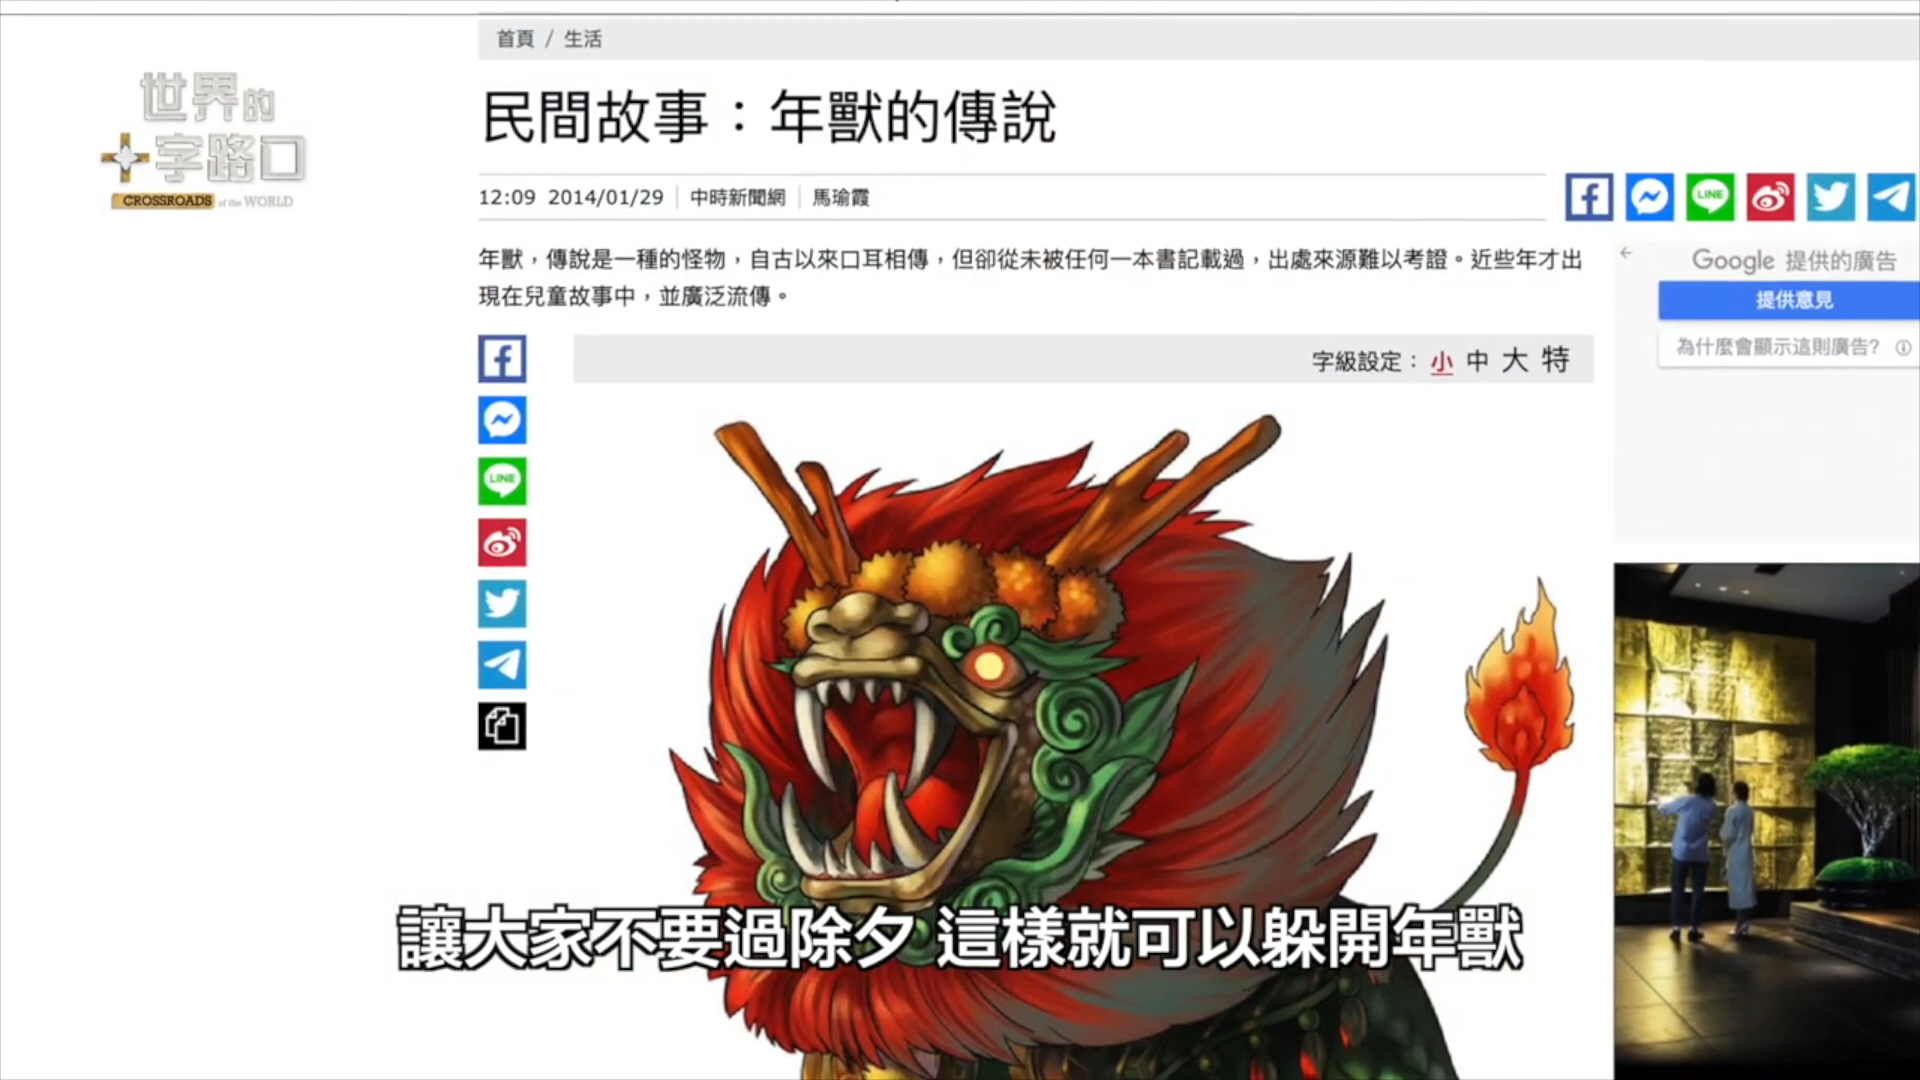 首頁 / 生活
世界的
十字路口
CROSSROADS of the WORLD
民間故事：年獸的傳說
12:09 2014/01/29 中時新聞網 馬瑜霞
年獸，傳說是一種的怪物，自古以來口耳相傳，但卻從未被任何一本書記載過，出處來源難以考證。近些年才出
現在兒童故事中，並廣泛流傳。
LINE
Google 提供的廣告
提供意見
為什麼會顯示這則廣告?
字級設定： 小 中 大 特
LINE
讓大家不要過除夕 這樣就可以躲開年獸